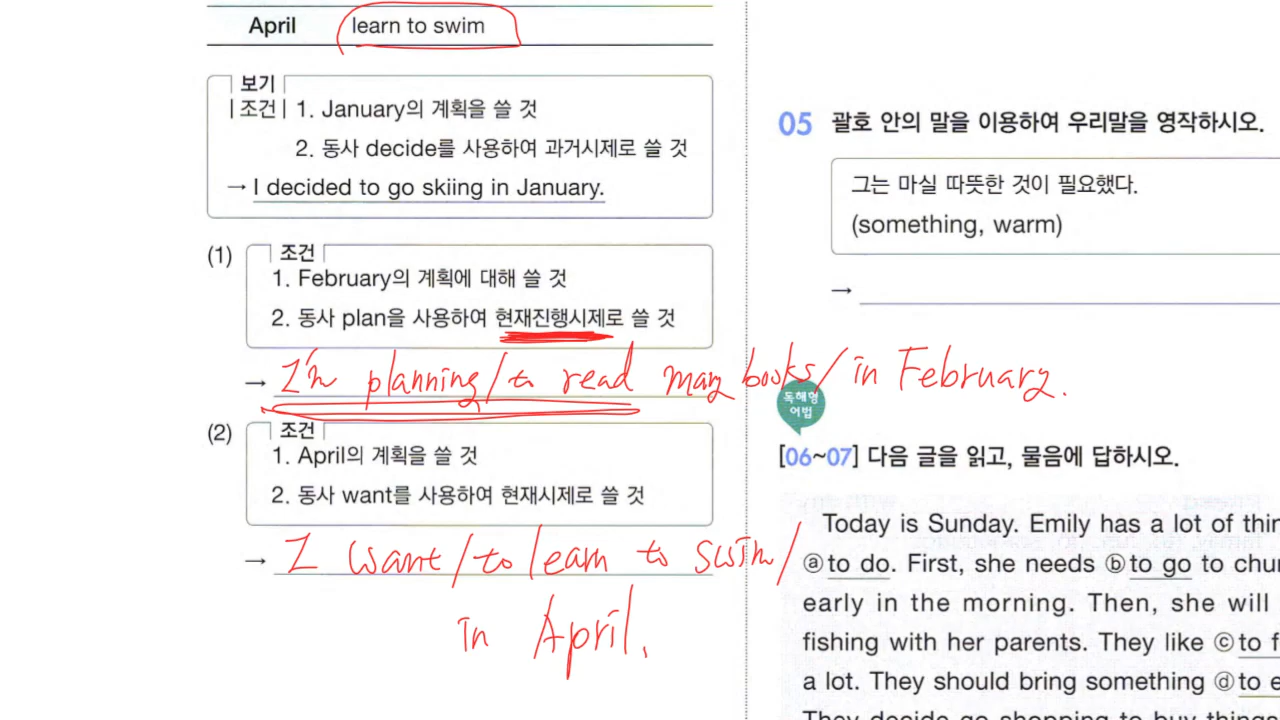 April learn to swim
보기
조건 1. January의 계획을 쓸 것
2. 동사 decide를 사용하여 과거시제로 쓸 것
→ I decided to go skiing in January.
(1) 조건
1. February의 계획에 대해 쓸 것
2. 동사 plan을 사용하여 현재진행시제로 쓸 것
→ I'm planning/to read many books/in February.
(2) 조건
1. April의 계획을 쓸 것
2. 동사 want를 사용하여 현재시제로 쓸 것
→ I want/to learn to swim/
in April.
05 괄호 안의 말을 이용하여 우리말을 영작하시오.
그는 마실 따뜻한 것이 필요했다.
(something, warm)
→
독해형
어법
[06~07] 다음 글을 읽고, 물음에 답하시오.
Today is Sunday. Emily has a lot of
ⓐto do. First, she needs ⓑto go to
early in the morning. Then, she will
fishing with her parents. They like ⓒto
a lot. They should bring something ⓓto
They decide go shopping to buy things